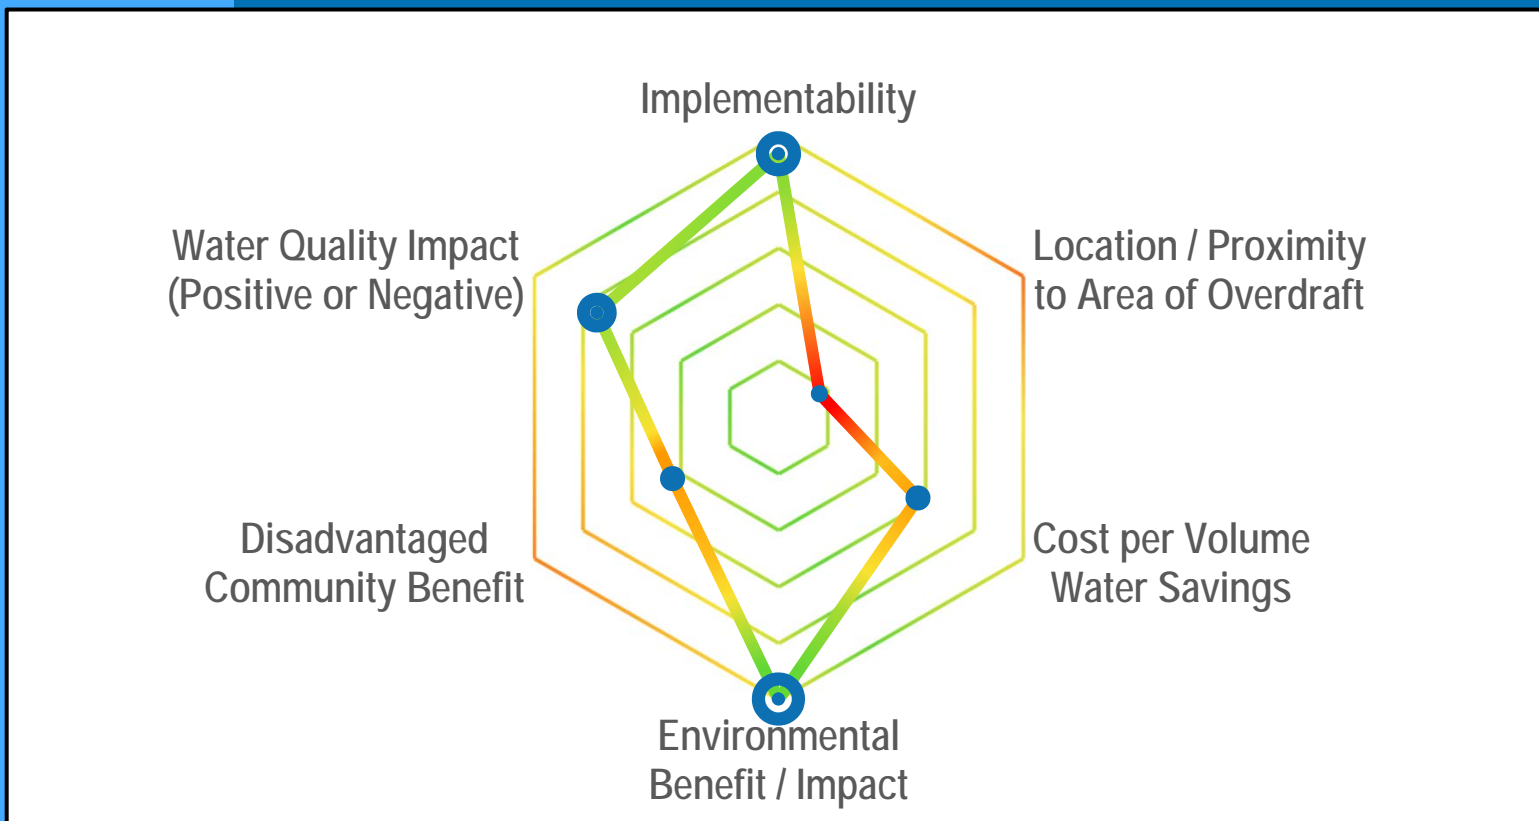 Implementability
Water Quality Impact
(Positive or Negative)
Location / Proximity
to Area of Overdraft
Disadvantaged
Community Benefit
Cost per Volume
Water Savings
Environmental
Benefit / Impact